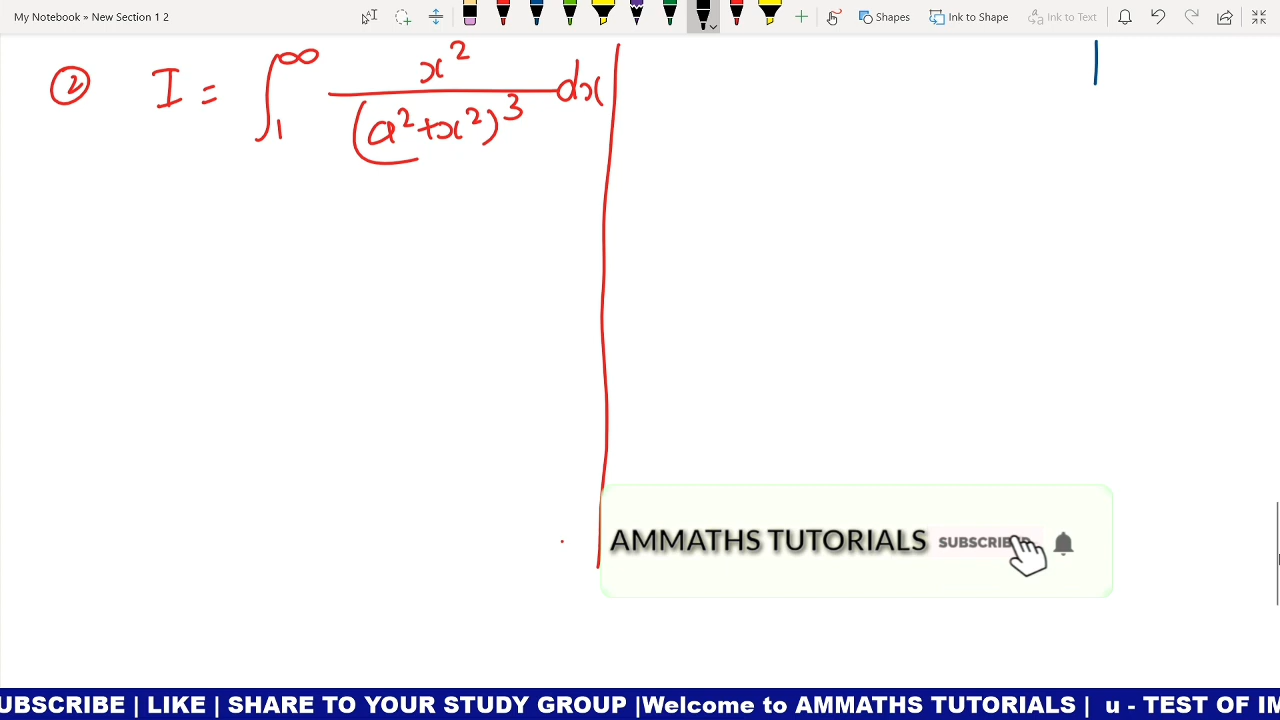 My Notebook » New Section 1 2
Shapes
Ink to Shape
Ink to Text
② I = ∫₁^∞ x²/(a²+x²)³ dx
AMMATHS TUTORIALS SUBSCRIBE
UBSCRIBE | LIKE | SHARE TO YOUR STUDY GROUP |Welcome to AMMATHS TUTORIALS | u - TEST OF IM